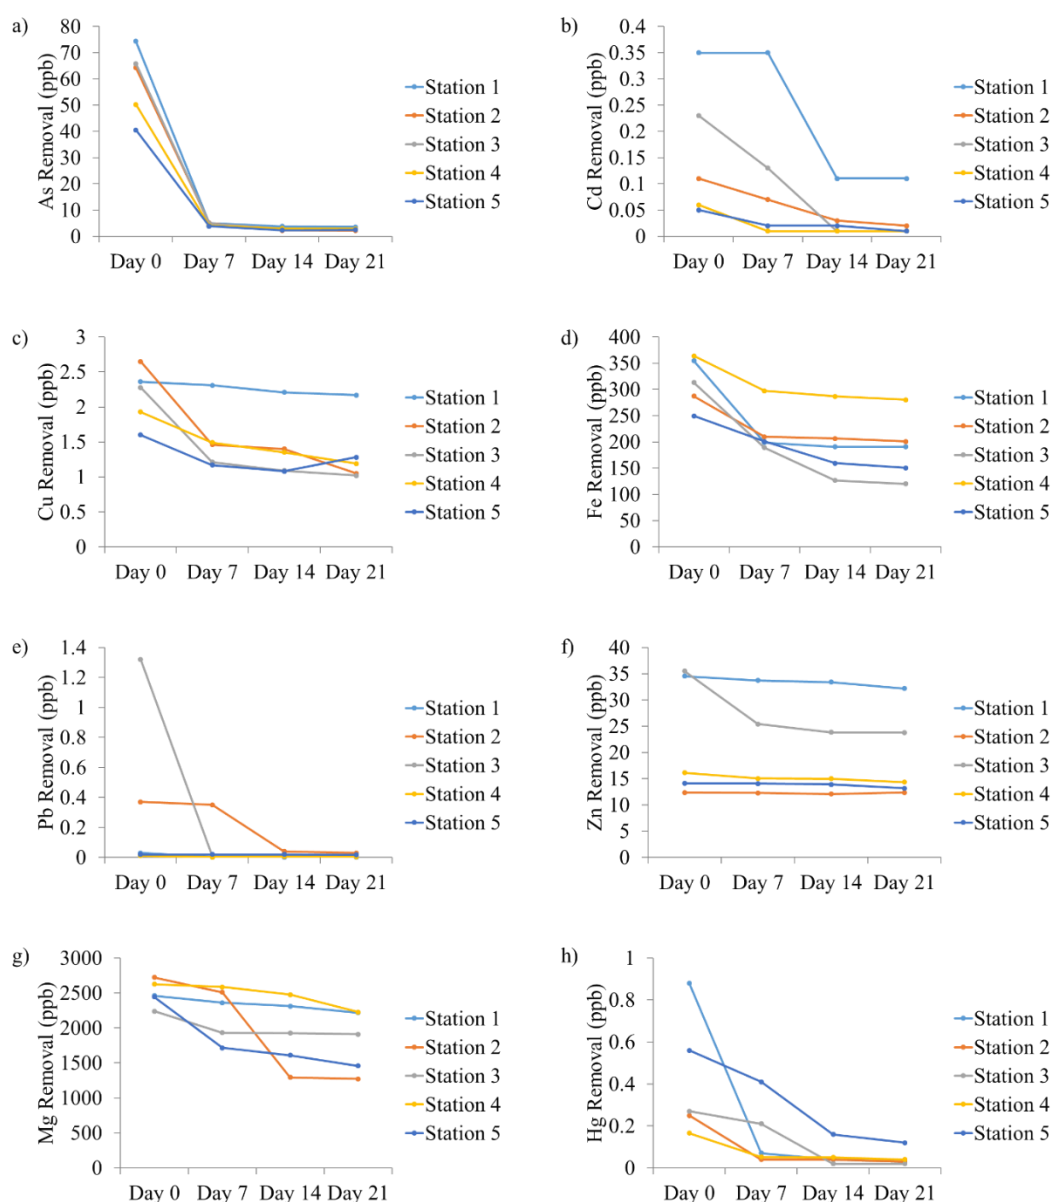 a)
As Removal (ppb)
80
70
60
50
40
30
20
10
0
Day 0 Day 7 Day 14 Day 21
Station 1
Station 2
Station 3
Station 4
Station 5
b)
Cd Removal (ppb)
0.4
0.35
0.3
0.25
0.2
0.15
0.1
0.05
0
Day 0 Day 7 Day 14 Day 21
Station 1
Station 2
Station 3
Station 4
Station 5
c)
Cu Removal (ppb)
3
2.5
2
1.5
1
0.5
0
Day 0 Day 7 Day 14 Day 21
Station 1
Station 2
Station 3
Station 4
Station 5
d)
Fe Removal (ppb)
400
350
300
250
200
150
100
50
0
Day 0 Day 7 Day 14 Day 21
Station 1
Station 2
Station 3
Station 4
Station 5
e)
Pb Removal (ppb)
1.4
1.2
1
0.8
0.6
0.4
0.2
0
Day 0 Day 7 Day 14 Day 21
Station 1
Station 2
Station 3
Station 4
Station 5
f)
Zn Removal (ppb)
40
35
30
25
20
15
10
5
0
Day 0 Day 7 Day 14 Day 21
Station 1
Station 2
Station 3
Station 4
Station 5
g)
Mg Removal (ppb)
3000
2500
2000
1500
1000
500
0
Day 0 Day 7 Day 14 Day 21
Station 1
Station 2
Station 3
Station 4
Station 5
h)
Hg Removal (ppb)
1
0.8
0.6
0.4
0.2
0
Day 0 Day 7 Day 14 Day 21
Station 1
Station 2
Station 3
Station 4
Station 5